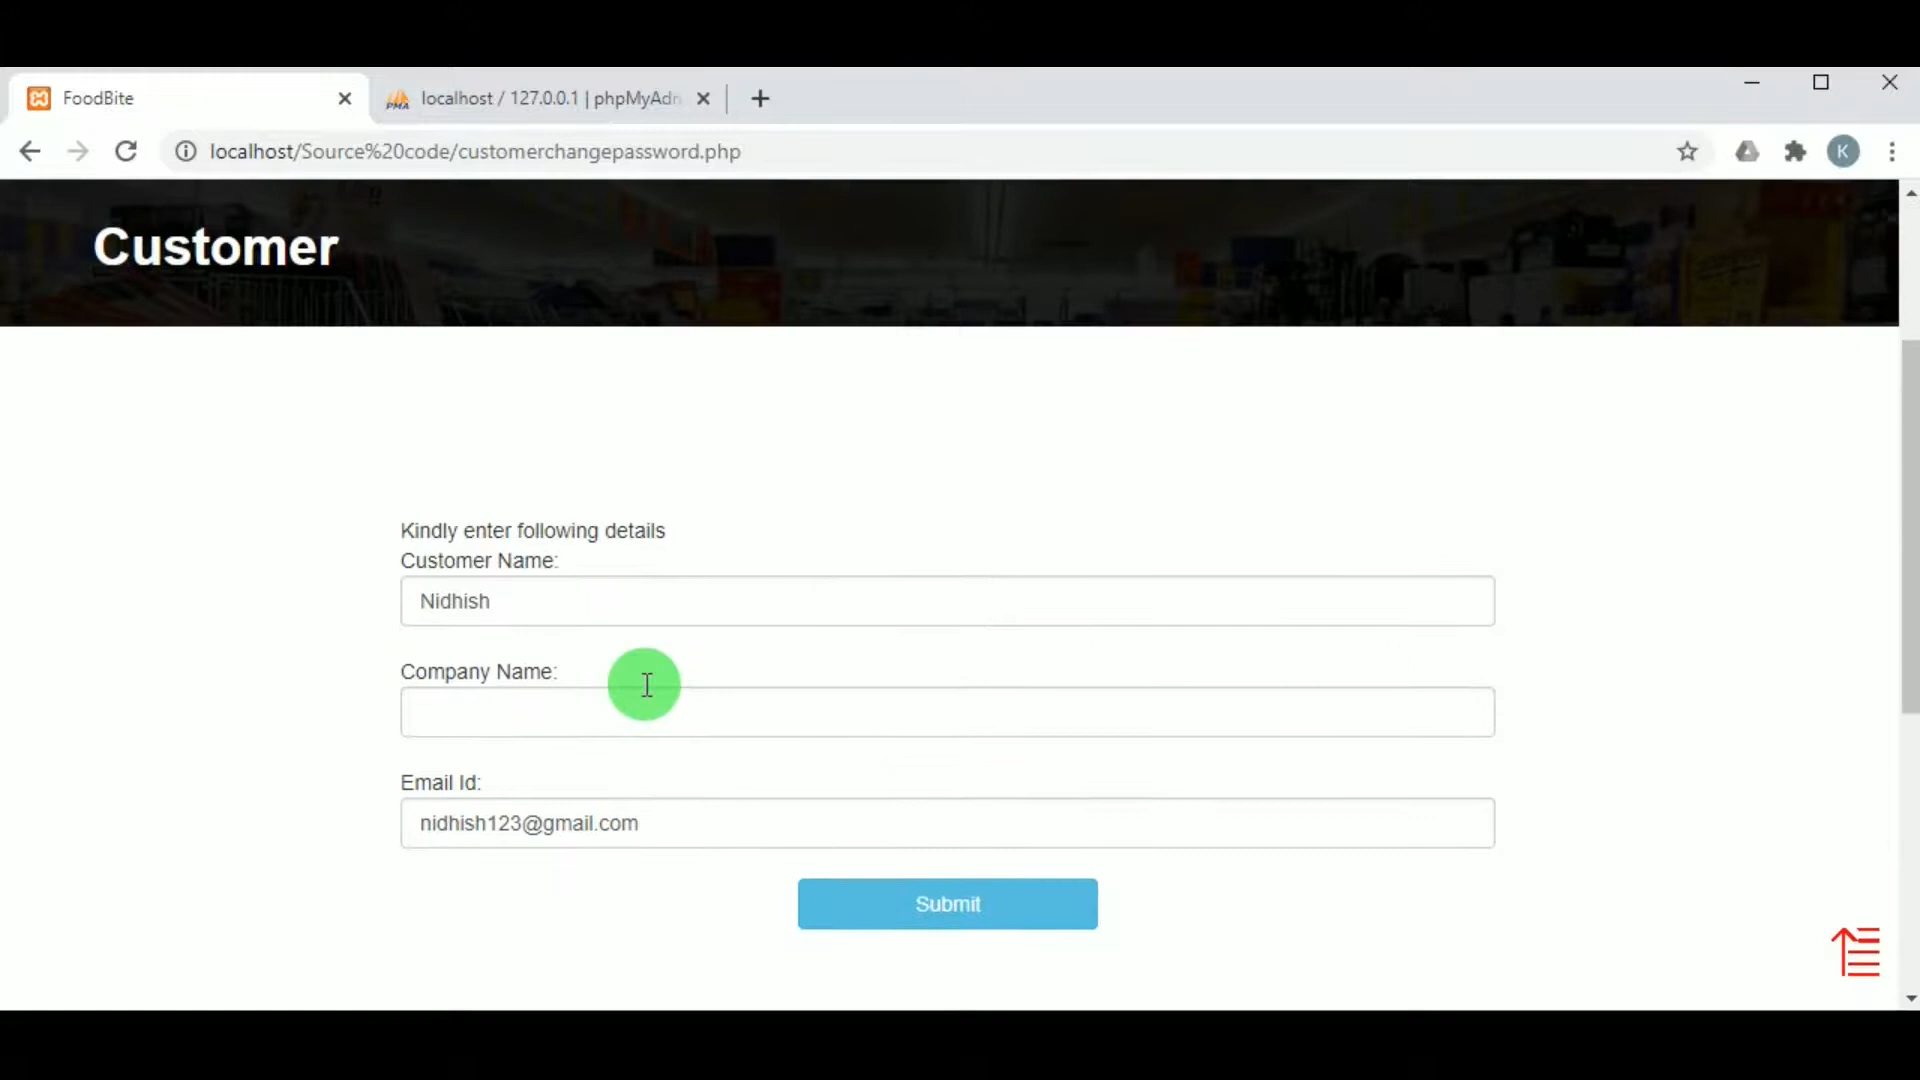 FoodBite
localhost / 127.0.0.1 | phpMyAdn
localhost/Source%20code/customerchangepassword.php
K
Customer
Kindly enter following details
Customer Name:
Nidhish
Company Name:
Email Id:
nidhish123@gmail.com
Submit